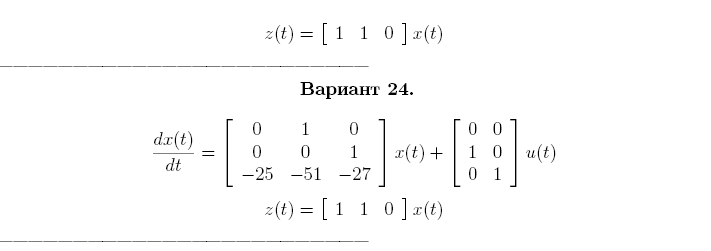 z(t) = [ 1 1 0 ] x(t)
Вариант 24.
dx(t)/dt = [ 0 1 0 ; 0 0 1 ; −25 −51 −27 ] x(t) + [ 0 0 ; 1 0 ; 0 1 ] u(t)
z(t) = [ 1 1 0 ] x(t)